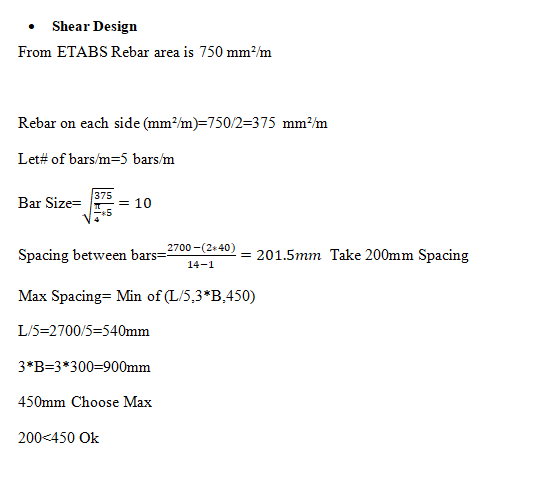 • Shear Design
From ETABS Rebar area is 750 mm²/m
Rebar on each side (mm²/m)=750/2=375 mm²/m
Let# of bars/m=5 bars/m
Bar Size= √(375/(π/4*5)) = 10
Spacing between bars= (2700−(2*40))/(14−1) = 201.5mm Take 200mm Spacing
Max Spacing= Min of (L/5,3*B,450)
L/5=2700/5=540mm
3*B=3*300=900mm
450mm Choose Max
200<450 Ok